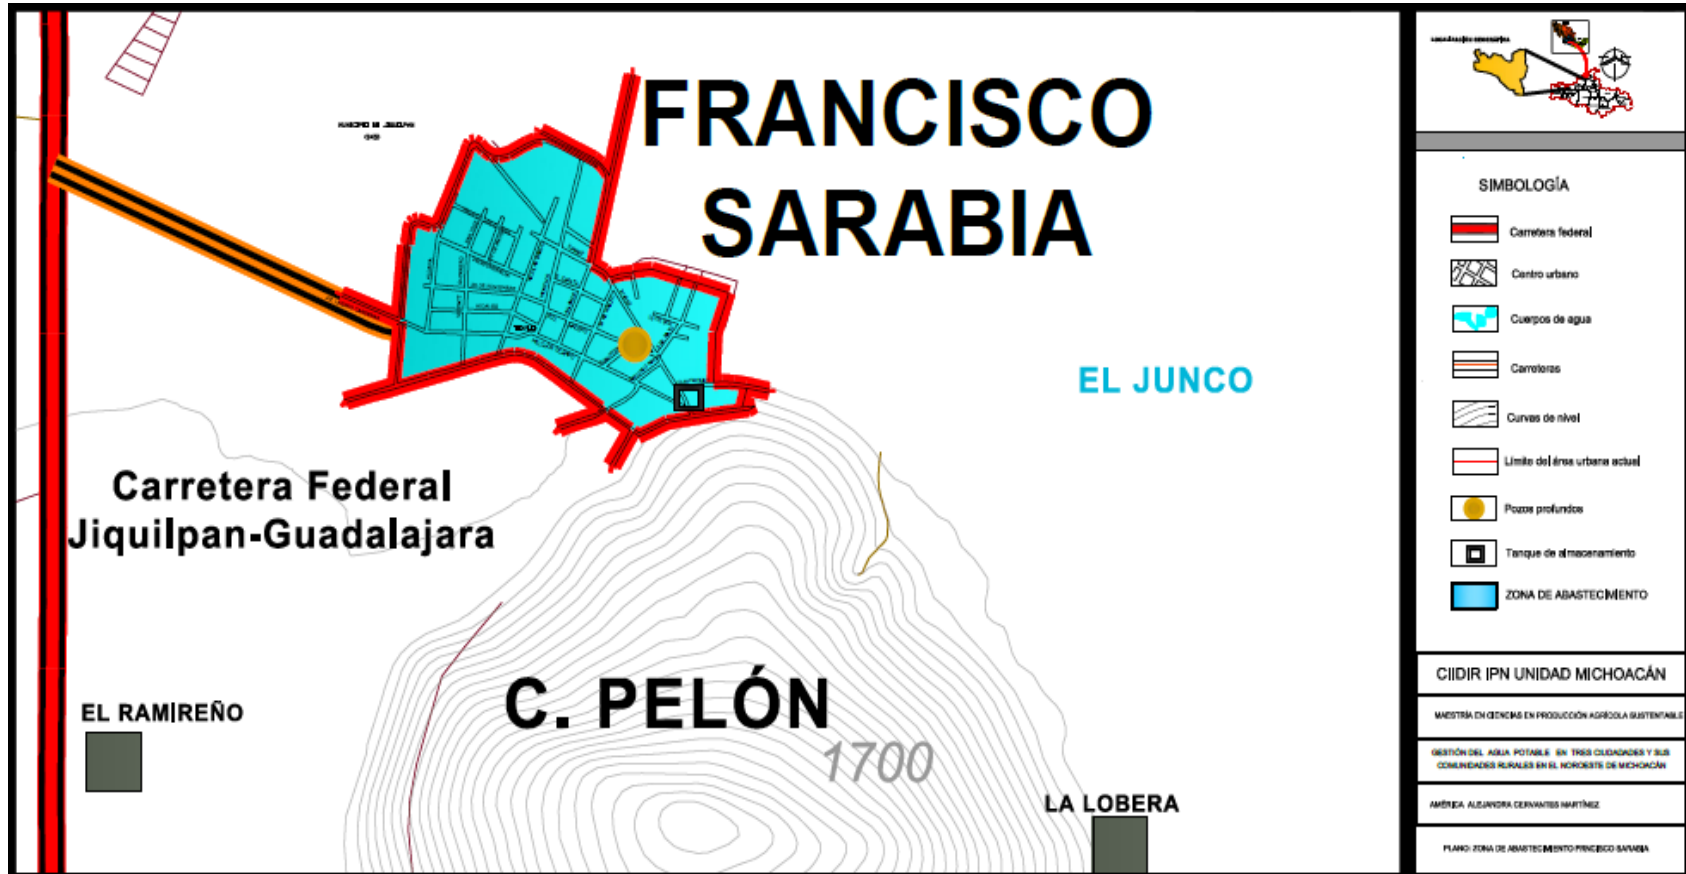 FRANCISCO
SARABIA
EL JUNCO
Carretera Federal
Jiquilpan-Guadalajara
C. PELÓN
1700
EL RAMIREÑO
LA LOBERA
SIMBOLOGÍA
Carretera federal
Centro urbano
Cuerpos de agua
Carreteras
Curvas de nivel
Límite del área urbana actual
Pozos profundos
Tanque de almacenamiento
ZONA DE ABASTECIMIENTO
CIIDIR IPN UNIDAD MICHOACÁN
MAESTRÍA EN CIENCIAS EN PRODUCCIÓN AGRÍCOLA SUSTENTABLE
GESTIÓN DEL AGUA POTABLE EN TRES CIUDADADES Y SUS
COMUNIDADES RURALES EN EL NOROESTE DE MICHOACÁN
AMÉRICA ALEJANDRA CERVANTES MARTÍNEZ
PLANO: ZONA DE ABASTECIMIENTO FRNCISCO SARABIA